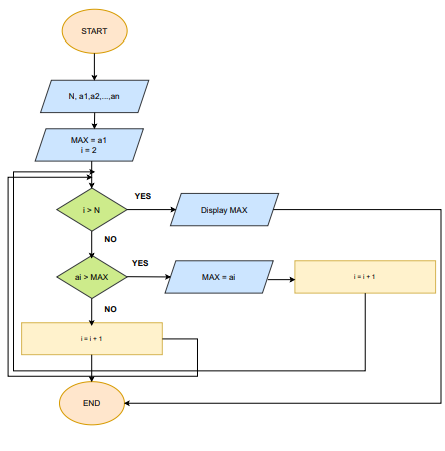 START
N, a1,a2,...,an
MAX = a1
i = 2
i > N
YES
Display MAX
NO
ai > MAX
YES
MAX = ai
i = i + 1
NO
i = i + 1
END